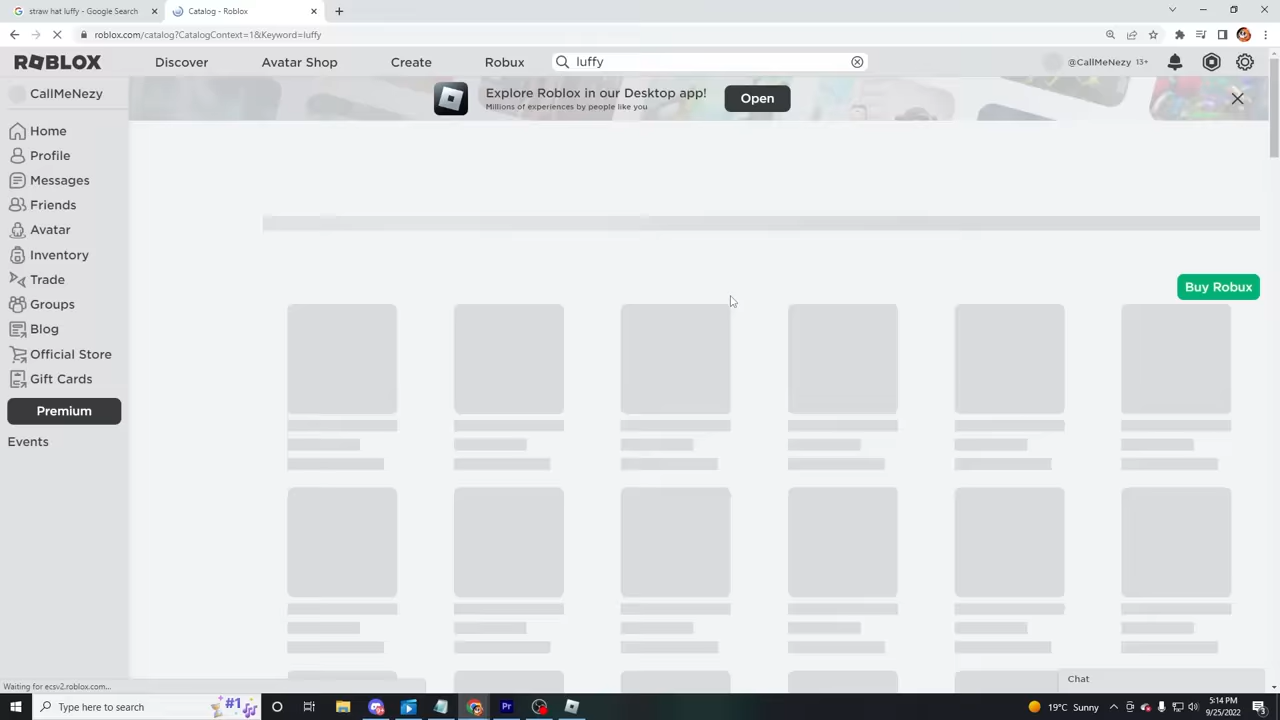 straw hat luffy - Google Search
Catalog - Roblox
roblox.com/catalog?CatalogContext=1&Keyword=luffy
ROBLOX
Discover
Avatar Shop
Create
Robux
luffy
@CallMeNezy 13+
CallMeNezy
Explore Roblox in our Desktop app!
Millions of experiences by people like you
Open
Home
Profile
Messages
Friends
Avatar
Inventory
Trade
Groups
Blog
Official Store
Gift Cards
Premium
Events
Buy Robux
Chat
Waiting for ecsv2.roblox.com...
Type here to search
#1
Pr
19°C Sunny
5:14 PM
9/25/2022
3